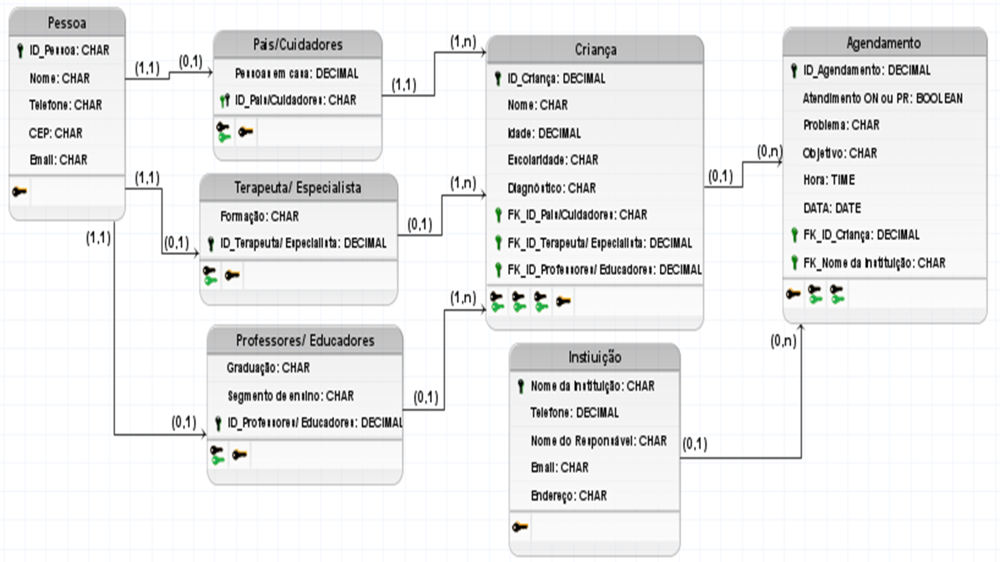 Pessoa
ID_Pessoa: CHAR
Nome: CHAR
Telefone: CHAR
CEP: CHAR
Email: CHAR
(1,1)
(0,1)
(1,1)
(0,1)
(1,1)
(0,1)
Pais/Cuidadores
Pessoas em casa: DECIMAL
ID_Pais/Cuidadores: CHAR
(1,1)
(1,n)
Terapeuta/ Especialista
Formação: CHAR
ID_Terapeuta/ Especialista: DECIMAL
(0,1)
(1,n)
Professores/ Educadores
Graduação: CHAR
Segmento de ensino: CHAR
ID_Professores/ Educadores: DECIMAL
(0,1)
(1,n)
Criança
ID_Criança: DECIMAL
Nome: CHAR
Idade: DECIMAL
Escolaridade: CHAR
Diagnóstico: CHAR
FK_ID_Pais/Cuidadores: CHAR
FK_ID_Terapeuta/ Especialista: DECIMAL
FK_ID_Professores/ Educadores: DECIMAL
(0,1)
(0,n)
Instiuição
Nome da Instituição: CHAR
Telefone: DECIMAL
Nome do Responsável: CHAR
Email: CHAR
Endereço: CHAR
(0,1)
(0,n)
Agendamento
ID_Agendamento: DECIMAL
Atendimento ON ou PR: BOOLEAN
Problema: CHAR
Objetivo: CHAR
Hora: TIME
DATA: DATE
FK_ID_Criança: DECIMAL
FK_Nome da Instituição: CHAR